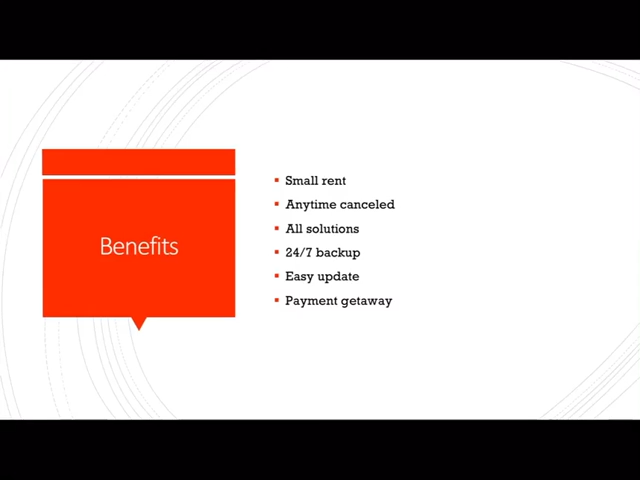 Benefits
Small rent
Anytime canceled
All solutions
24/7 backup
Easy update
Payment getaway